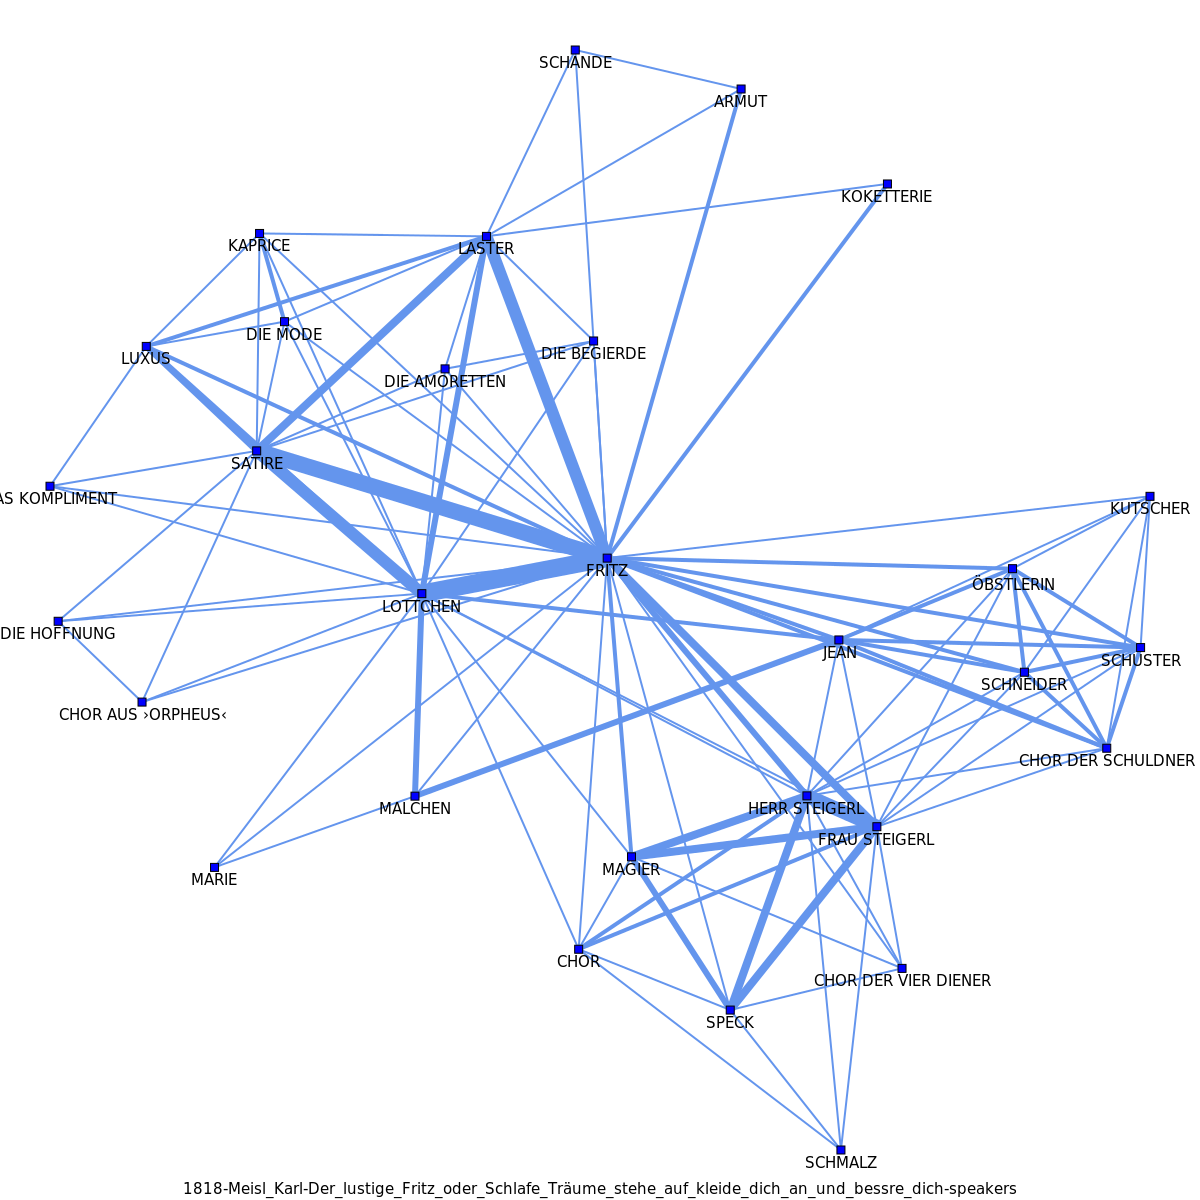 SCHANDE
ARMUT
KOKETTERIE
KAPRICE
LASTER
DIE MODE
DIE BEGIERDE
LUXUS
DIE AMORETTEN
SATIRE
AS KOMPLIMENT
KUTSCHER
FRITZ
ÖBSTLERIN
LOTTCHEN
DIE HOFFNUNG
JEAN
SCHUSTER
SCHNEIDER
CHOR AUS ›ORPHEUS‹
CHOR DER SCHULDNER
MALCHEN
HERR STEIGERL
FRAU STEIGERL
MAGIER
MARIE
CHOR
CHOR DER VIER DIENER
SPECK
SCHMALZ
1818-Meisl_Karl-Der_lustige_Fritz_oder_Schlafe_Träume_stehe_auf_kleide_dich_an_und_bessre_dich-speakers